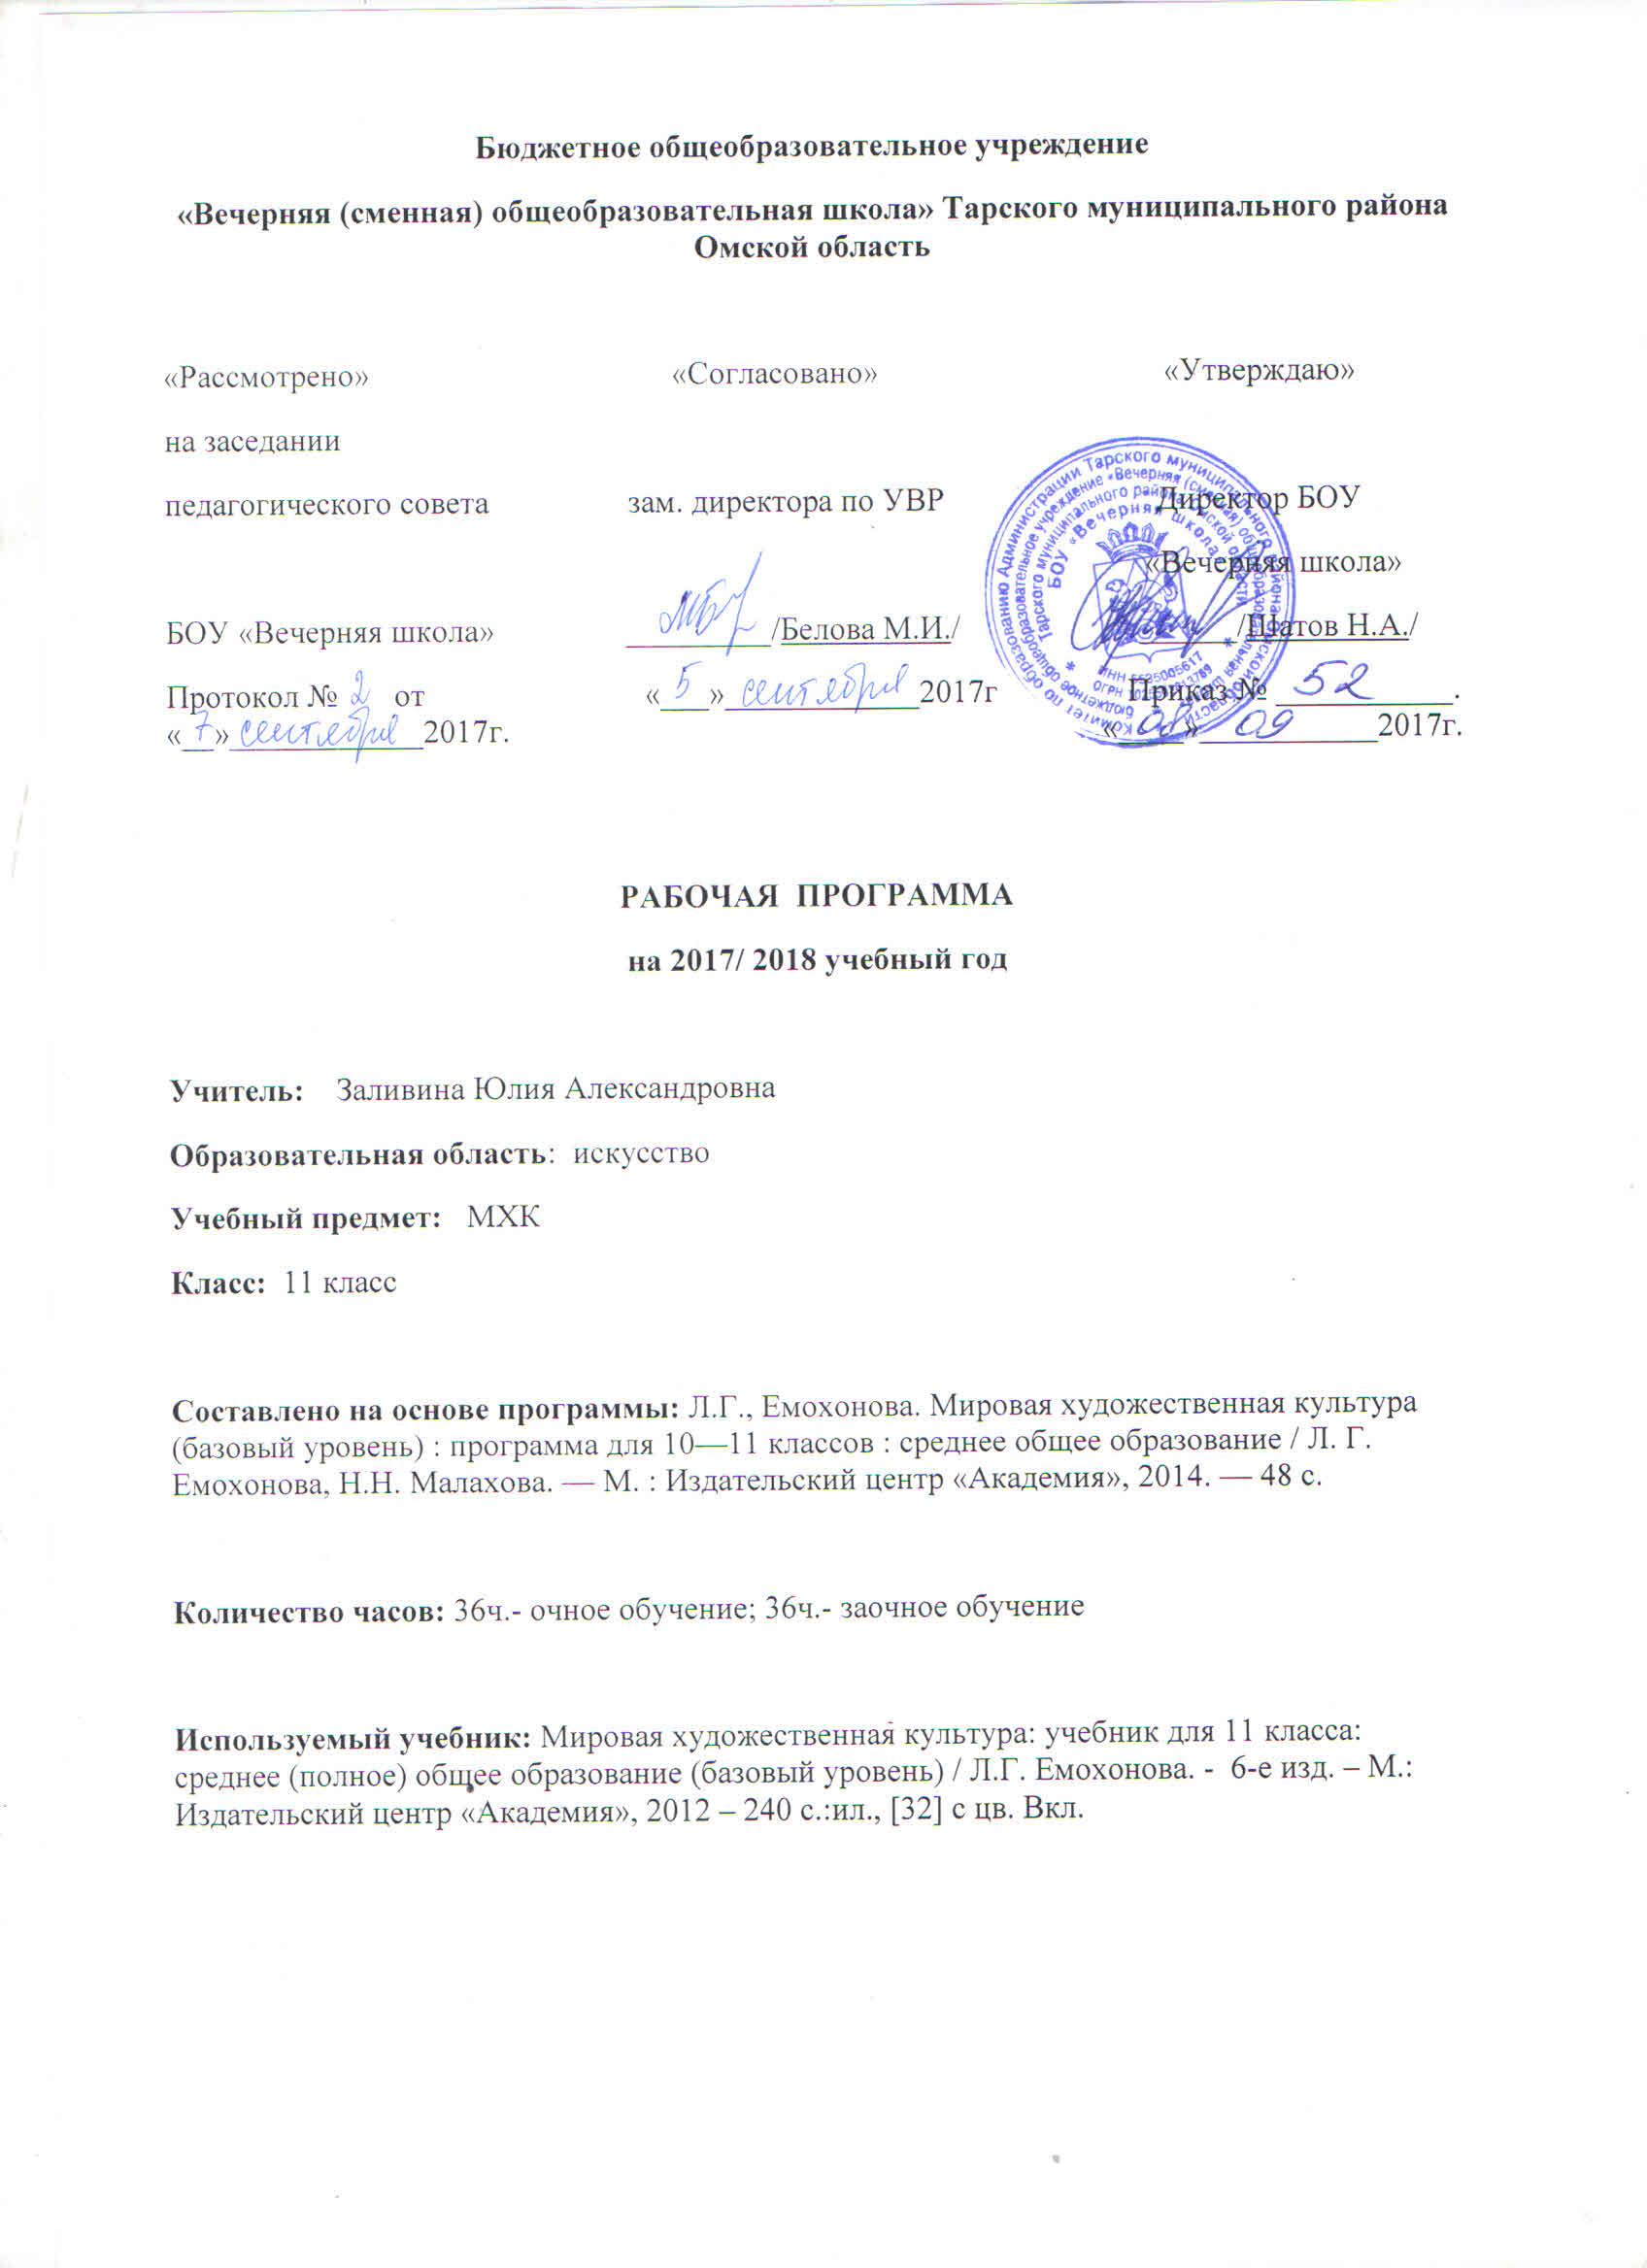 Бюджетное общеобразовательное учреждение
«Вечерняя (сменная) общеобразовательная школа» Тарского муниципального района
Омской область
«Рассмотрено»
на заседании
педагогического совета
БОУ «Вечерняя школа»
Протокол № 2 от
«7» сентября 2017г.
«Согласовано»
зам. директора по УВР
/Белова М.И./
«5» сентября 2017г
«Утверждаю»
Директор БОУ
«Вечерняя школа»
/Шатов Н.А./
Приказ № 52.
«08» 09 2017г.
БОУ «Вечерняя школа»
РАБОЧАЯ ПРОГРАММА
на 2017/ 2018 учебный год
Учитель: Заливина Юлия Александровна
Образовательная область: искусство
Учебный предмет: МХК
Класс: 11 класс
Составлено на основе программы: Л.Г., Емохонова. Мировая художественная культура
(базовый уровень) : программа для 10—11 классов : среднее общее образование / Л. Г.
Емохонова, Н.Н. Малахова. — М. : Издательский центр «Академия», 2014. — 48 с.
Количество часов: 36ч.- очное обучение; 36ч.- заочное обучение
Используемый учебник: Мировая художественная культура: учебник для 11 класса:
среднее (полное) общее образование (базовый уровень) / Л.Г. Емохонова. - 6-е изд. – М.:
Издательский центр «Академия», 2012 – 240 с.:ил., [32] с цв. Вкл.